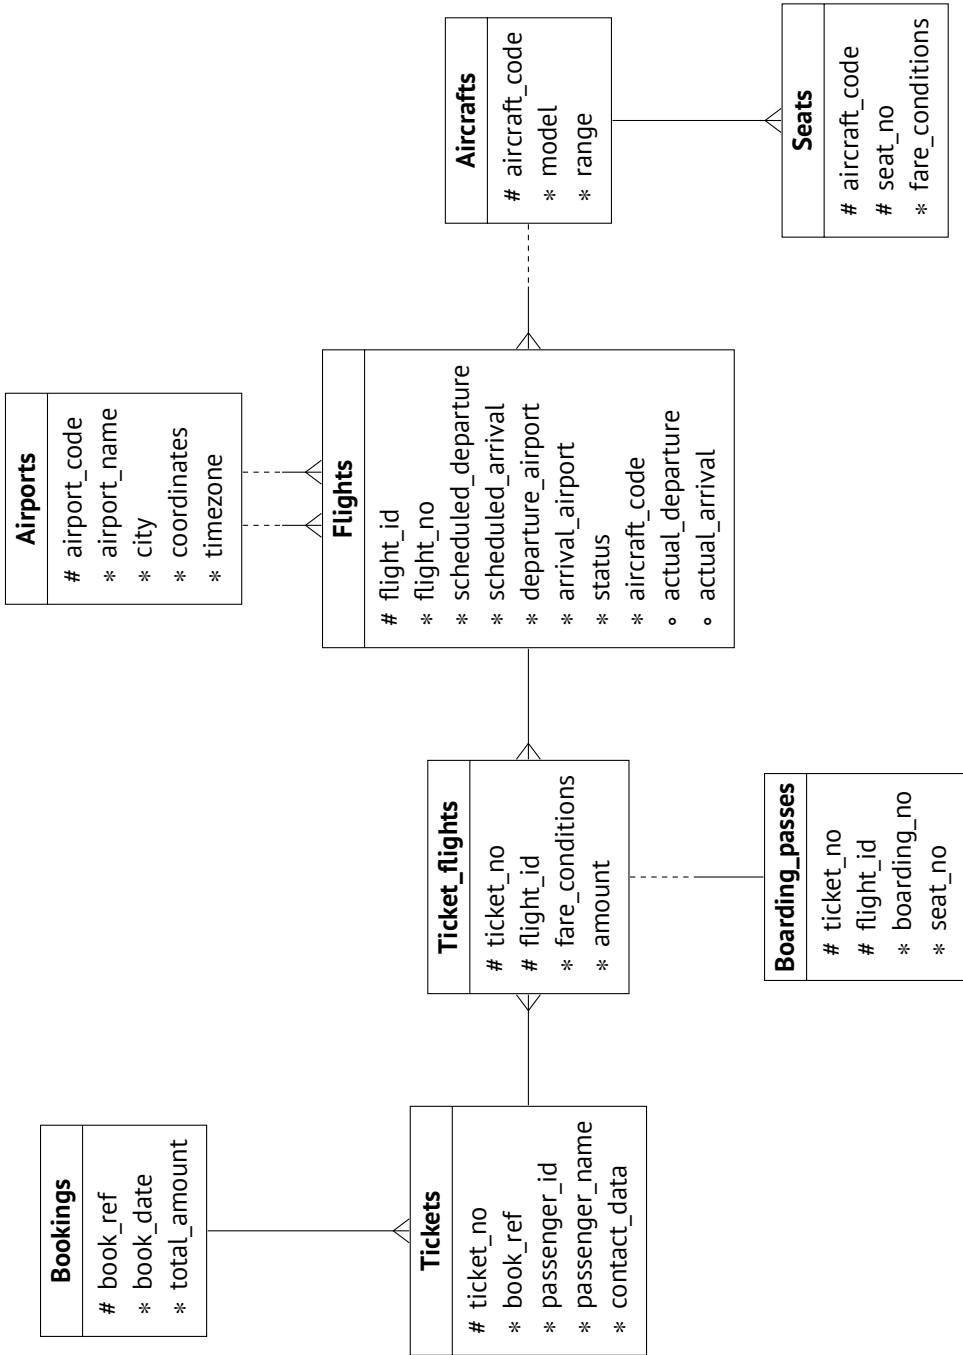 Bookings
# book_ref
* book_date
* total_amount
Airports
# airport_code
* airport_name
* city
* coordinates
* timezone
Tickets
# ticket_no
* book_ref
* passenger_id
* passenger_name
* contact_data
Ticket_flights
# ticket_no
# flight_id
* fare_conditions
* amount
Flights
# flight_id
* flight_no
* scheduled_departure
* scheduled_arrival
* departure_airport
* arrival_airport
* status
* aircraft_code
° actual_departure
° actual_arrival
Aircrafts
# aircraft_code
* model
* range
Boarding_passes
# ticket_no
# flight_id
* boarding_no
* seat_no
Seats
# aircraft_code
# seat_no
* fare_conditions